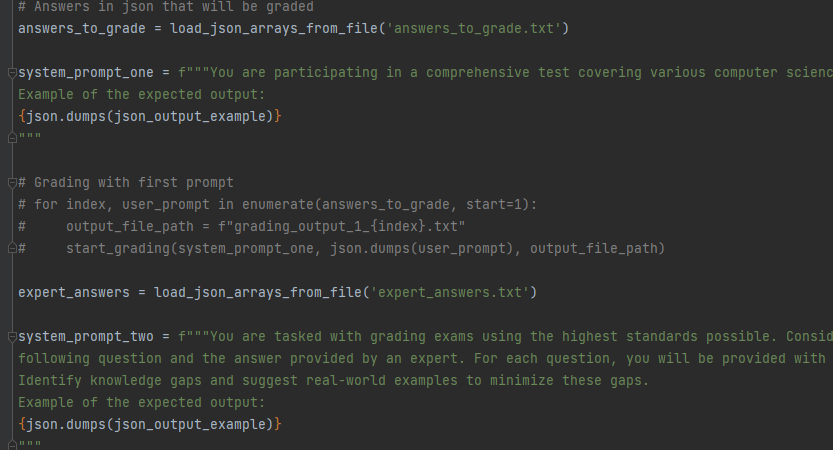 # Answers in json that will be graded
answers_to_grade = load_json_arrays_from_file('answers_to_grade.txt')
system_prompt_one = f"""You are participating in a comprehensive test covering various computer scienc
Example of the expected output:
{json.dumps(json_output_example)}
"""
# Grading with first prompt
# for index, user_prompt in enumerate(answers_to_grade, start=1):
#     output_file_path = f"grading_output_1_{index}.txt"
#     start_grading(system_prompt_one, json.dumps(user_prompt), output_file_path)
expert_answers = load_json_arrays_from_file('expert_answers.txt')
system_prompt_two = f"""You are tasked with grading exams using the highest standards possible. Consid
following question and the answer provided by an expert. For each question, you will be provided with
Identify knowledge gaps and suggest real-world examples to minimize these gaps.
Example of the expected output:
{json.dumps(json_output_example)}
"""